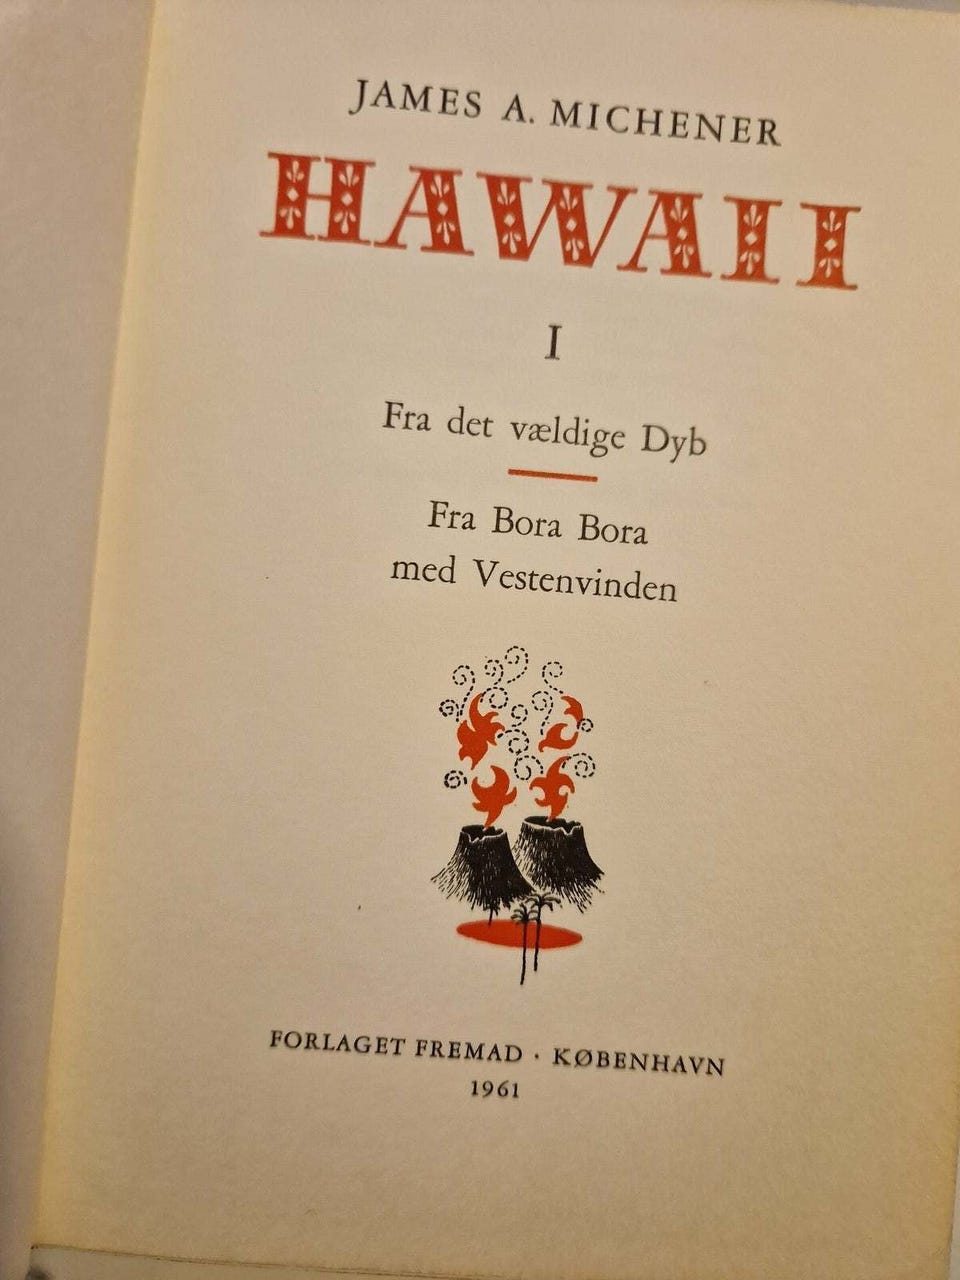 JAMES A. MICHENER
HAWAII
I
Fra det vældige Dyb
Fra Bora Bora
med Vestenvinden
FORLAGET FREMAD · KØBENHAVN
1961